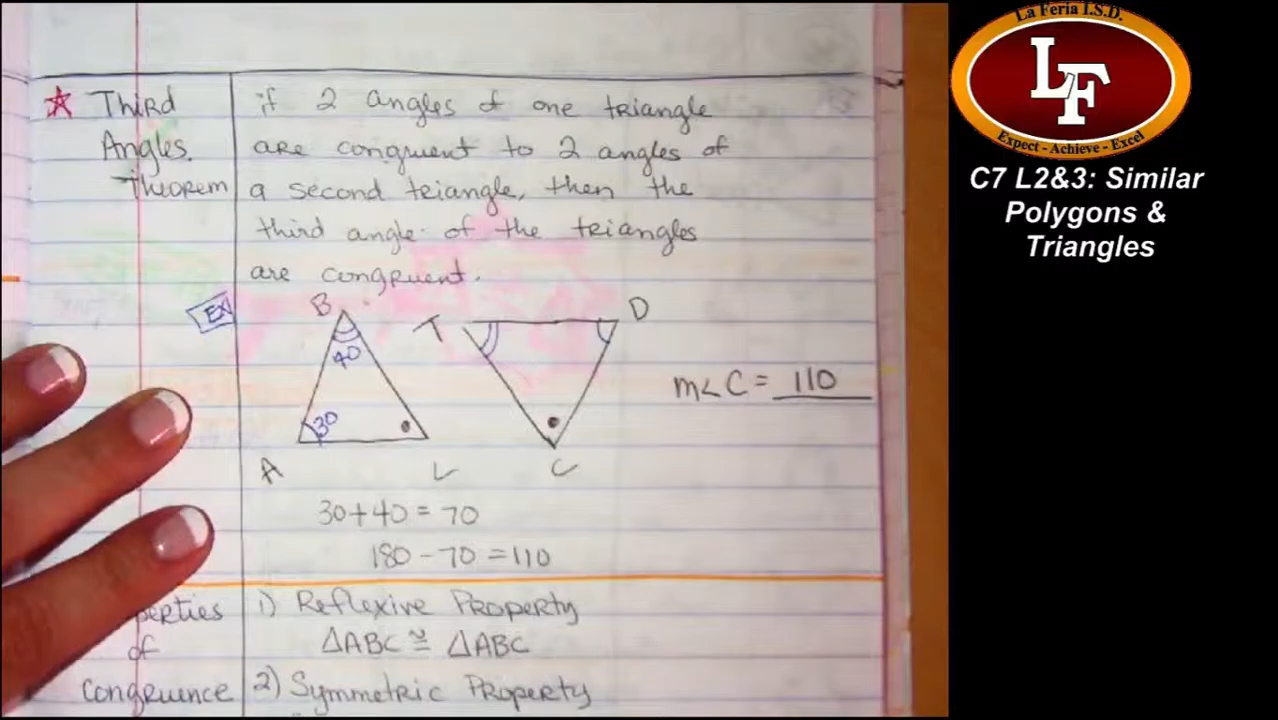 ★ Third
Angles.
Theorem
if 2 angles of one triangle
are congruent to 2 angles of
a second triangle, then the
third angle of the triangles
are congruent.
EX
B
T
D
40
30
A
L
C
m∠C = 110
30+40 = 70
180 - 70 = 110
perties
of
congruence
1) Reflexive Property
△ABC ≅ △ABC
2) Symmetric Property
La Feria I.S.D.
LF
Expect - Achieve - Excel
C7 L2&3: Similar
Polygons &
Triangles